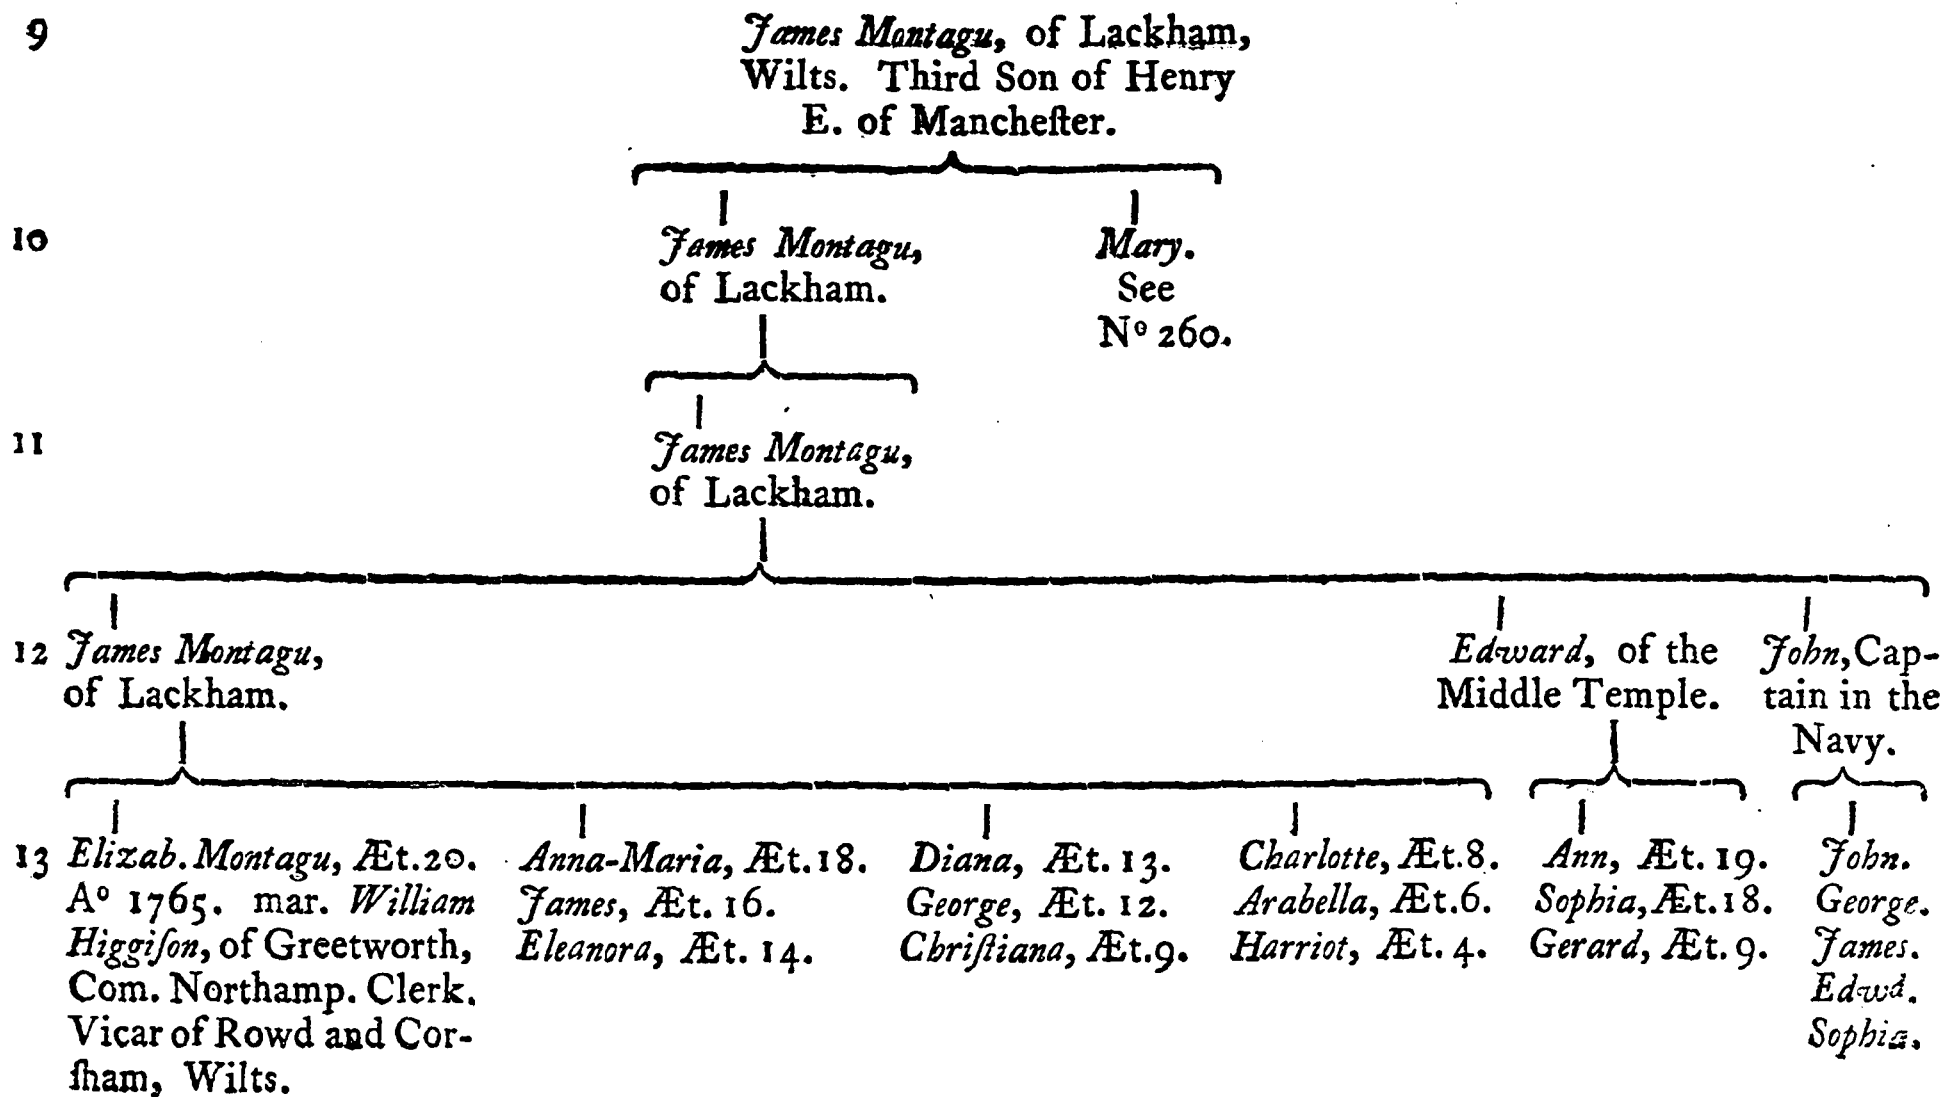 9
James Montagu, of Lackham,
Wilts. Third Son of Henry
E. of Mancheſter.
10
James Montagu,
of Lackham.
Mary.
See
Nº 260.
11
James Montagu,
of Lackham.
12
James Montagu,
of Lackham.
Edward, of the
Middle Temple.
John, Cap-
tain in the
Navy.
13
Elizab. Montagu, Æt. 20.
Aº 1765. mar. William
Higgiſon, of Greetworth,
Com. Northamp. Clerk.
Vicar of Rowd and Cor-
ſham, Wilts.
Anna-Maria, Æt. 18.
James, Æt. 16.
Eleanora, Æt. 14.
Diana, Æt. 13.
George, Æt. 12.
Chriſtiana, Æt. 9.
Charlotte, Æt. 8.
Arabella, Æt. 6.
Harriot, Æt. 4.
Ann, Æt. 19.
Sophia, Æt. 18.
Gerard, Æt. 9.
John.
George.
James.
Edwd.
Sophia.